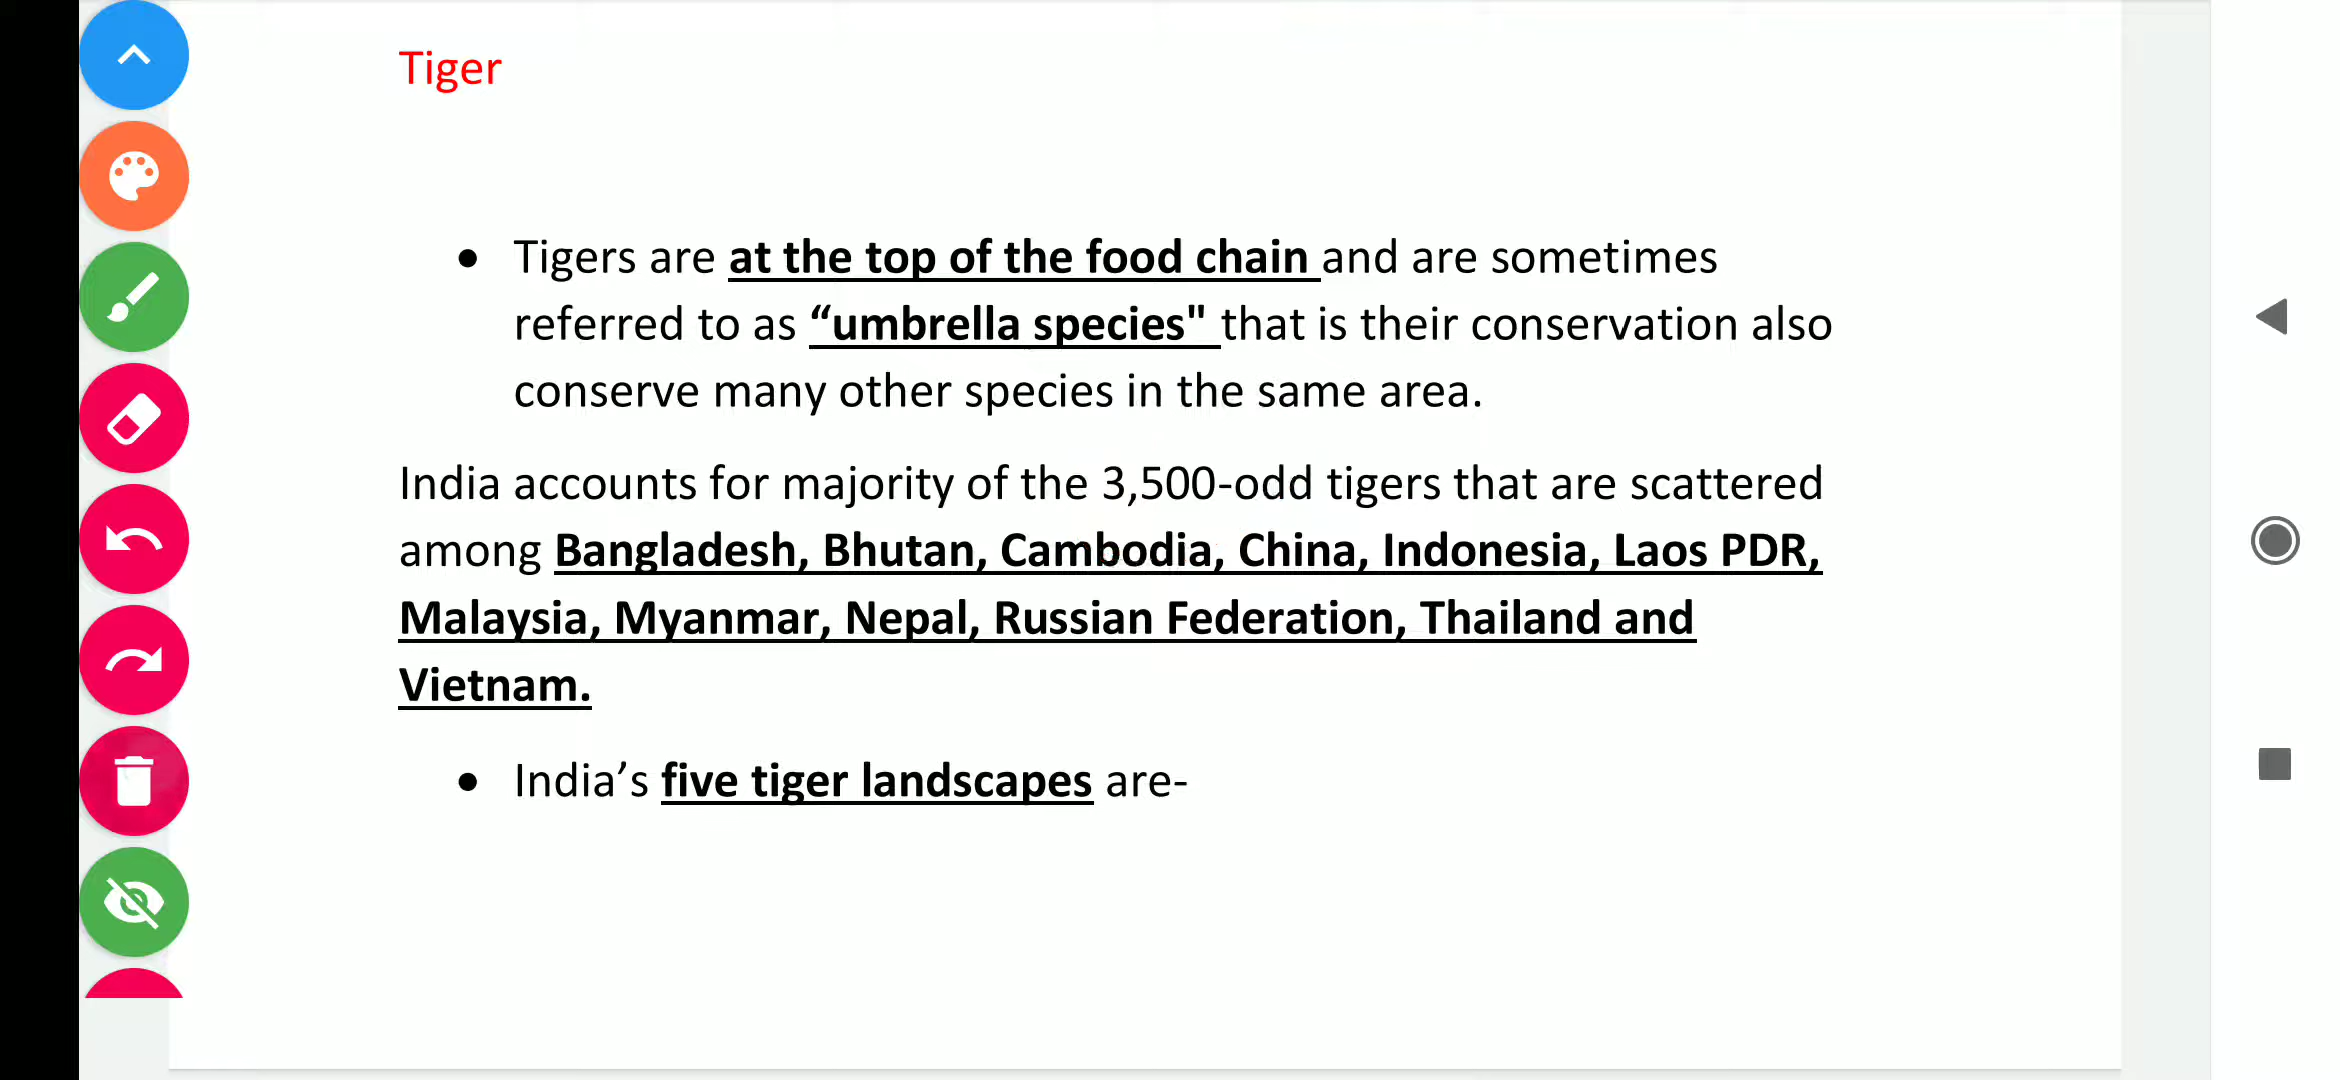 Tiger
• Tigers are at the top of the food chain and are sometimes
referred to as “umbrella species" that is their conservation also
conserve many other species in the same area.
India accounts for majority of the 3,500-odd tigers that are scattered
among Bangladesh, Bhutan, Cambodia, China, Indonesia, Laos PDR,
Malaysia, Myanmar, Nepal, Russian Federation, Thailand and
Vietnam.
• India’s five tiger landscapes are-